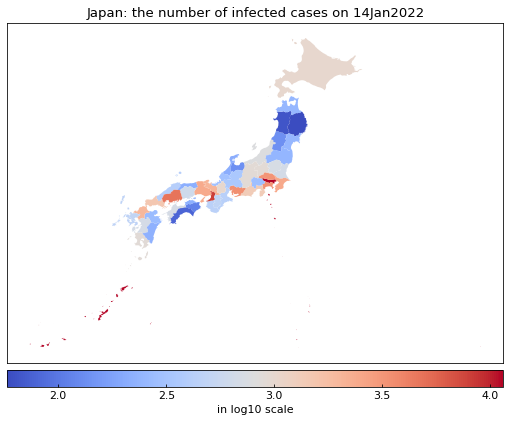 Japan: the number of infected cases on 14Jan2022
2.0 2.5 3.0 3.5 4.0
in log10 scale